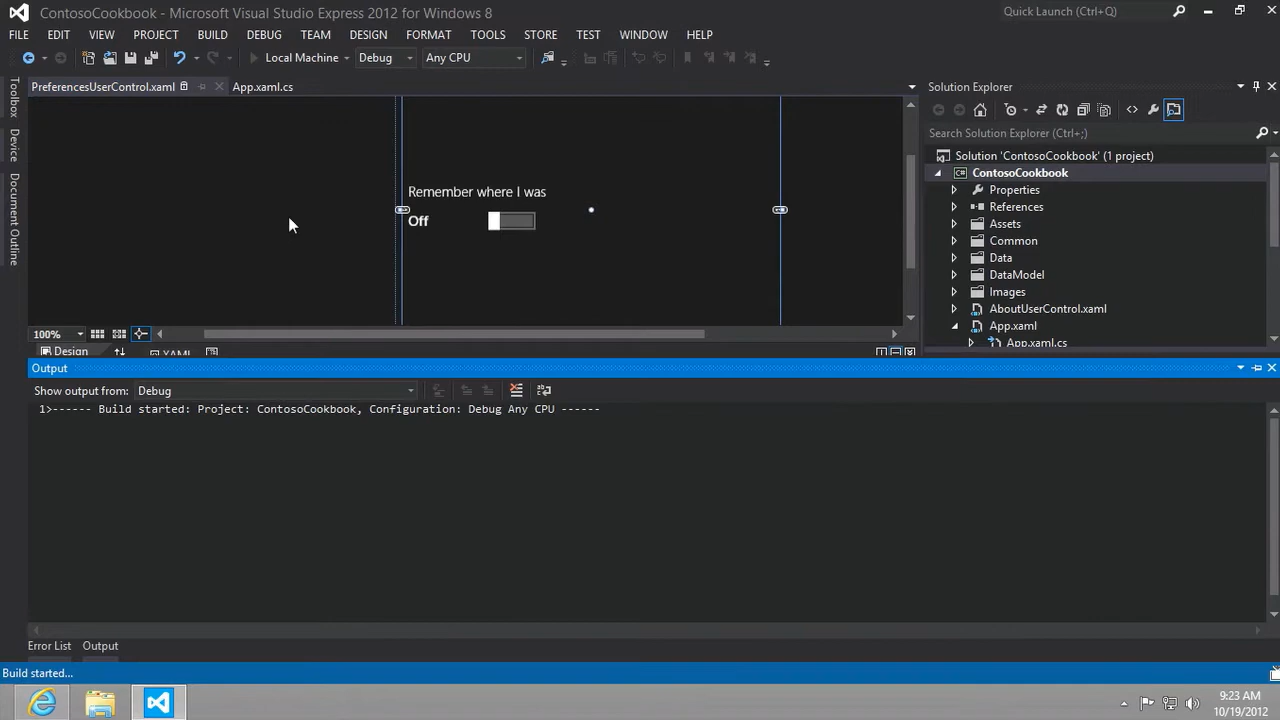 ContosoCookbook - Microsoft Visual Studio Express 2012 for Windows 8
Quick Launch (Ctrl+Q)
FILE EDIT VIEW PROJECT BUILD DEBUG TEAM DESIGN FORMAT TOOLS STORE TEST WINDOW HELP
Local Machine Debug Any CPU
PreferencesUserControl.xaml App.xaml.cs
Toolbox
Device
Document Outline
Remember where I was
Off
100%
Design XAML
Solution Explorer
Search Solution Explorer (Ctrl+;)
Solution 'ContosoCookbook' (1 project)
C# ContosoCookbook
Properties
References
Assets
Common
Data
DataModel
Images
AboutUserControl.xaml
App.xaml
App.xaml.cs
Output
Show output from: Debug
1>------ Build started: Project: ContosoCookbook, Configuration: Debug Any CPU ------
Error List Output
Build started...
9:23 AM
10/19/2012